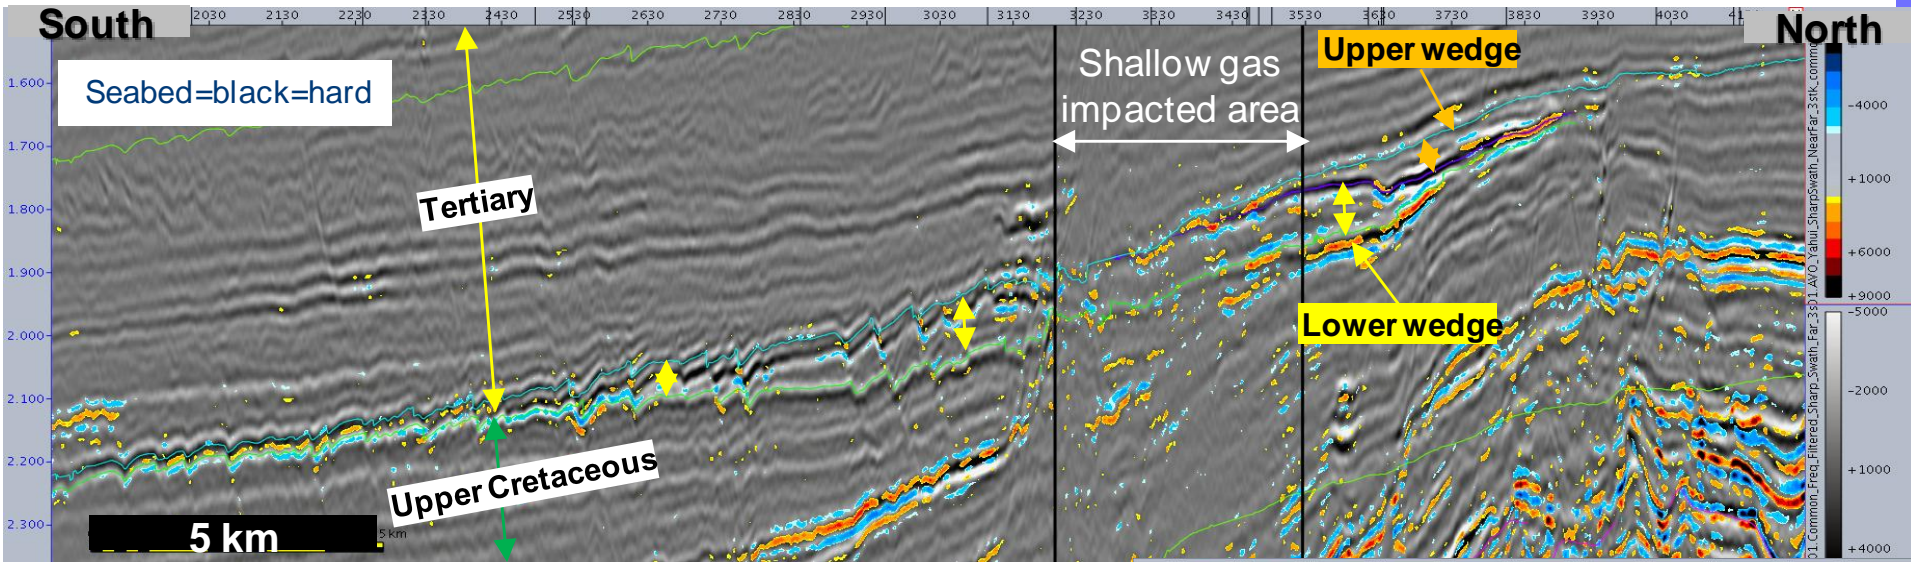 South
2030 2130 2230 2330 2430 2530 2630 2730 2830 2930 3030 3130 3230 3330 3430 3530 3630 3730 3830 3930 4030
North
Seabed=black=hard
Tertiary
Upper Cretaceous
5 km
5 km
Shallow gas
impacted area
Upper wedge
Lower wedge
1.600
1.700
1.800
1.900
2.000
2.100
2.200
2.300
-4000
+1000
+6000
+9000
-5000
-2000
+1000
+4000